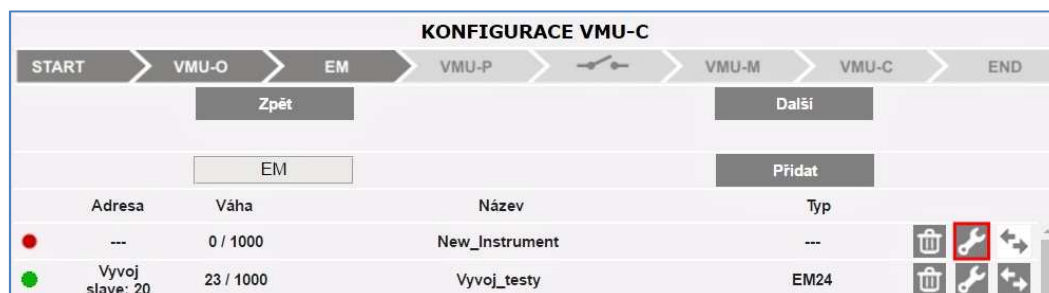 KONFIGURACE VMU-C
START VMU-O EM VMU-P VMU-M VMU-C END
Zpět Další
EM Přidat
Adresa Váha Název Typ
--- 0 / 1000 New_Instrument ---
Vyvoj
slave: 20 23 / 1000 Vyvoj_testy EM24